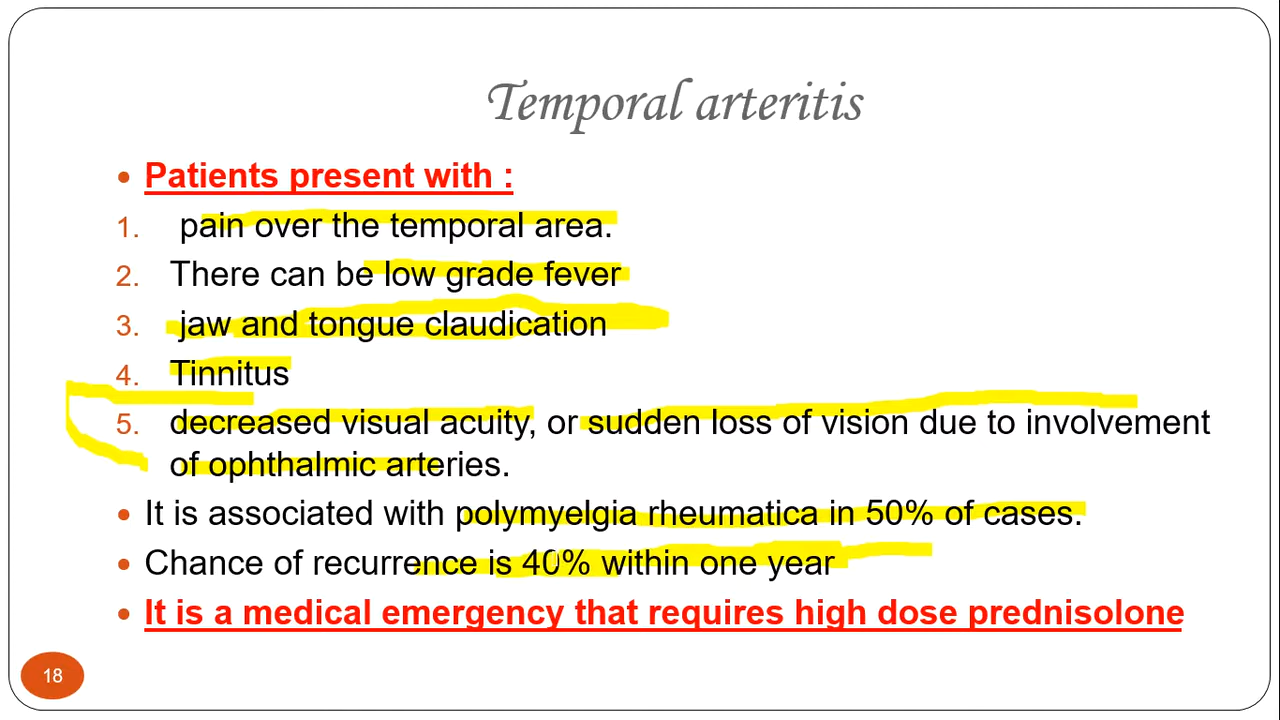 Temporal arteritis
• Patients present with :
1. pain over the temporal area.
2. There can be low grade fever
3. jaw and tongue claudication
4. Tinnitus
5. decreased visual acuity, or sudden loss of vision due to involvement
of ophthalmic arteries.
• It is associated with polymyelgia rheumatica in 50% of cases.
• Chance of recurrence is 40% within one year
• It is a medical emergency that requires high dose prednisolone
18